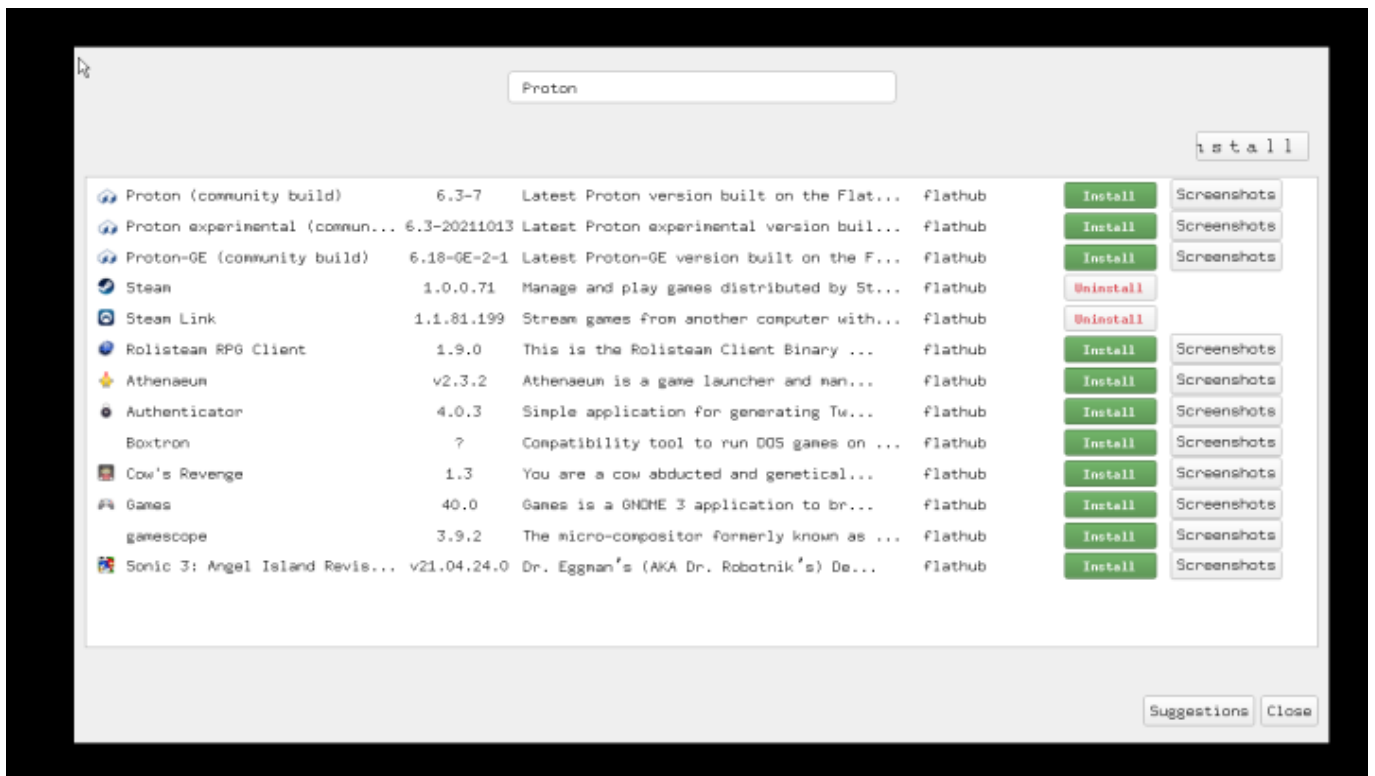 Proton
nstall
Proton (community build) 6.3-7 Latest Proton version built on the Flat... flathub Install Screenshots
Proton experimental (commun... 6.3-20211013 Latest Proton experimental version buil... flathub Install Screenshots
Proton-GE (community build) 6.18-GE-2-1 Latest Proton-GE version built on the F... flathub Install Screenshots
Steam 1.0.0.71 Manage and play games distributed by St... flathub Uninstall
Steam Link 1.1.81.199 Stream games from another computer with... flathub Uninstall
Rolisteam RPG Client 1.9.0 This is the Rolisteam Client Binary ... flathub Install Screenshots
Athenaeum v2.3.2 Athenaeum is a game launcher and man... flathub Install Screenshots
Authenticator 4.0.3 Simple application for generating Tw... flathub Install Screenshots
Boxtron ? Compatibility tool to run DOS games on ... flathub Install Screenshots
Cow's Revenge 1.3 You are a cow abducted and genetical... flathub Install Screenshots
Games 40.0 Games is a GNOME 3 application to br... flathub Install Screenshots
gamescope 3.9.2 The micro-compositor formerly known as ... flathub Install Screenshots
Sonic 3: Angel Island Revis... v21.04.24.0 Dr. Eggman's (AKA Dr. Robotnik's) De... flathub Install Screenshots
Suggestions Close